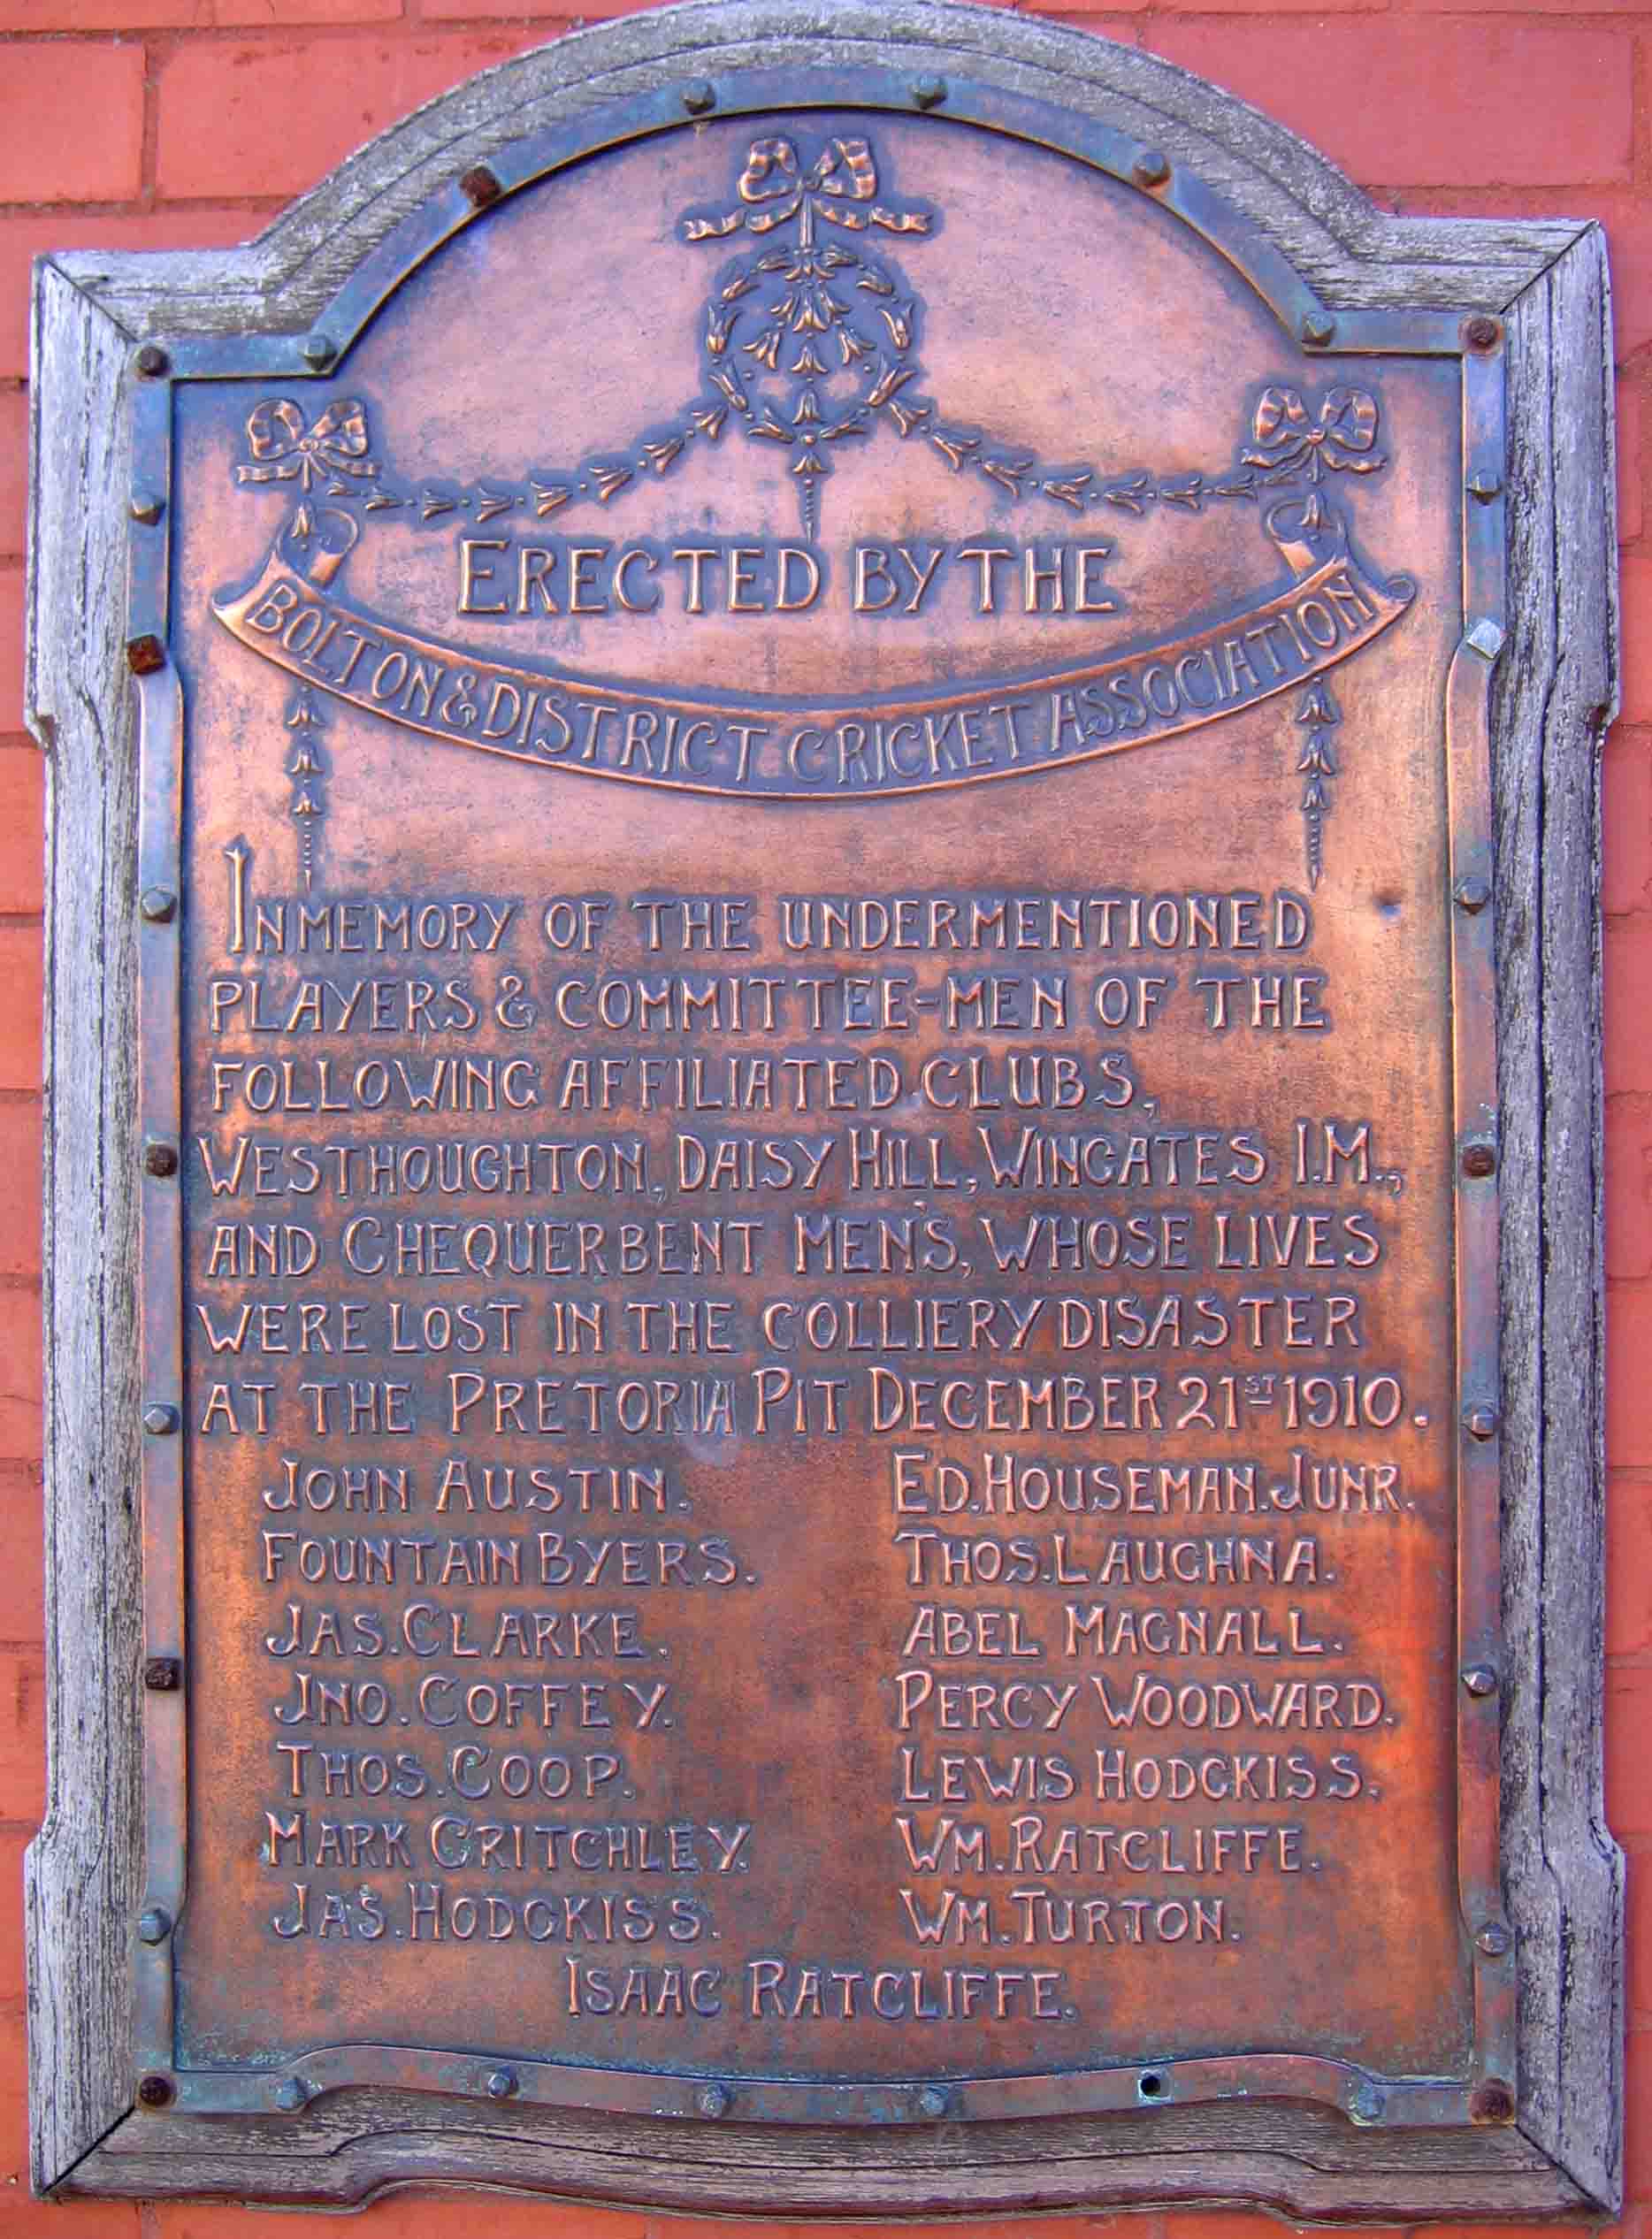 ERECTED BY THE
BOLTON & DISTRICT CRICKET ASSOCIATION
IN MEMORY OF THE UNDERMENTIONED
PLAYERS & COMMITTEE-MEN OF THE
FOLLOWING AFFILIATED CLUBS,
WESTHOUGHTON, DAISY HILL, WINGATES I.M.,
AND CHEQUERBENT MEN'S, WHOSE LIVES
WERE LOST IN THE COLLIERY DISASTER
AT THE PRETORIA PIT DECEMBER 21ST 1910.
JOHN AUSTIN. ED. HOUSEMAN. JUNR.
FOUNTAIN BYERS. THOS. LAUGHNA.
JAS. CLARKE. ABEL MAGNALL.
JNO. COFFEY. PERCY WOODWARD.
THOS. COOP. LEWIS HODGKISS.
MARK CRITCHLEY. WM. RATCLIFFE.
JAS. HODGKISS. WM. TURTON.
ISAAC RATCLIFFE.